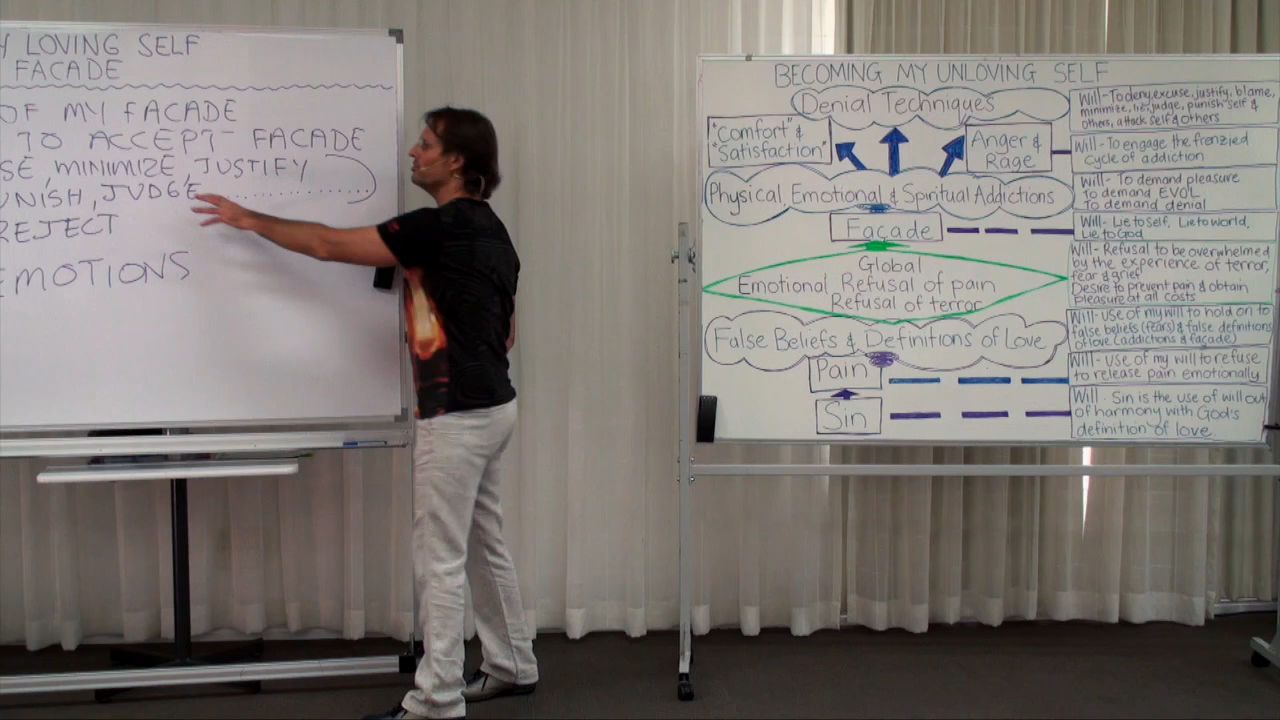 Y LOVING SELF
FACADE
OF MY FACADE
TO ACCEPT FACADE
SE MINIMIZE, JUSTIFY
UNISH, JUDGE...............
REJECT
EMOTIONS
BECOMING MY UNLOVING SELF
Denial Techniques
"Comfort" &
"Satisfaction"
Anger &
Rage
Physical, Emotional & Spiritual Addictions
Façade
Global
Emotional Refusal of pain
Refusal of terror
False Beliefs & Definitions of Love
Pain
Sin
Will - To deny, excuse, justify, blame,
minimize, lie, judge, punish self &
others, attack self & others
Will - To engage the frenzied
cycle of addiction
Will - To demand pleasure
To demand EVOL
To demand denial
Will - Lie to self, Lie to world,
Lie to God
Will - Refusal to be overwhelmed
by the experience of terror,
fear & grief
Desire to prevent pain & obtain
pleasure at all costs
Will - use of my will to hold on to
false beliefs (fears) & false definitions
of love (addictions & façade)
Will - use of my will to refuse
to release pain emotionally
Will - Sin is the use of will out
of harmony with God's
definition of love